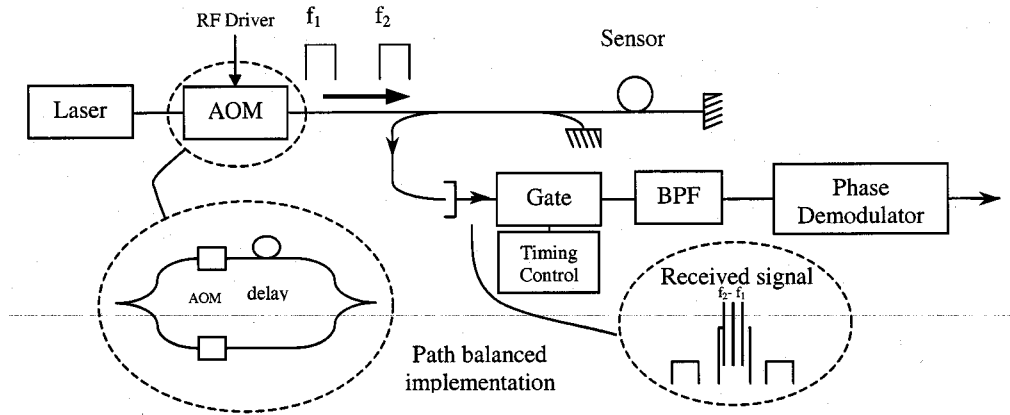 RF Driver
f1
f2
Sensor
Laser
AOM
Gate
BPF
Phase
Demodulator
Timing
Control
AOM
delay
Received signal
f2- f1
Path balanced
implementation